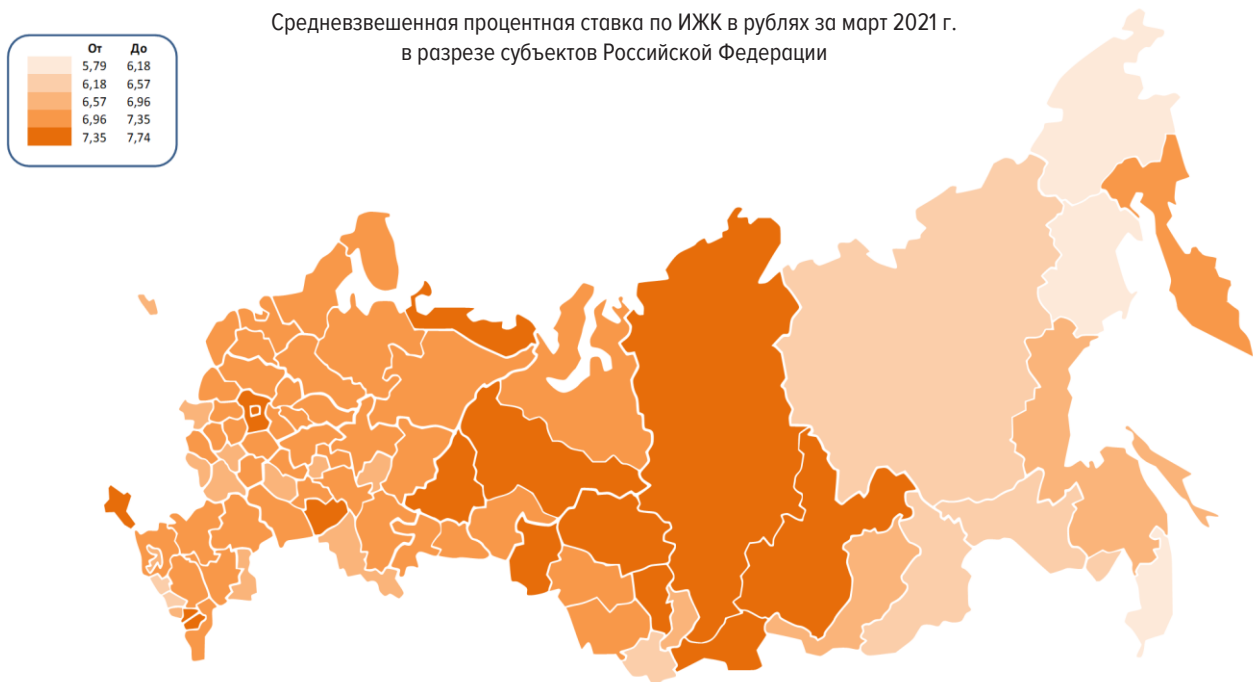 Средневзвешенная процентная ставка по ИЖК в рублях за март 2021 г.
в разрезе субъектов Российской Федерации
От До
5,79 6,18
6,18 6,57
6,57 6,96
6,96 7,35
7,35 7,74